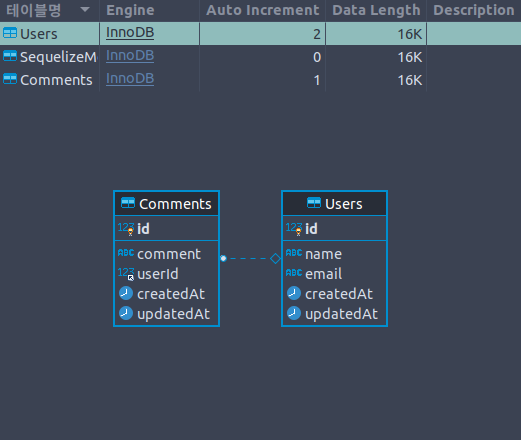 테이블명 Engine Auto Increment Data Length Description
Users InnoDB 2 16K
SequelizeM InnoDB 0 16K
Comments InnoDB 1 16K
Comments
123 id
ABC comment
123 userId
createdAt
updatedAt
Users
123 id
ABC name
ABC email
createdAt
updatedAt